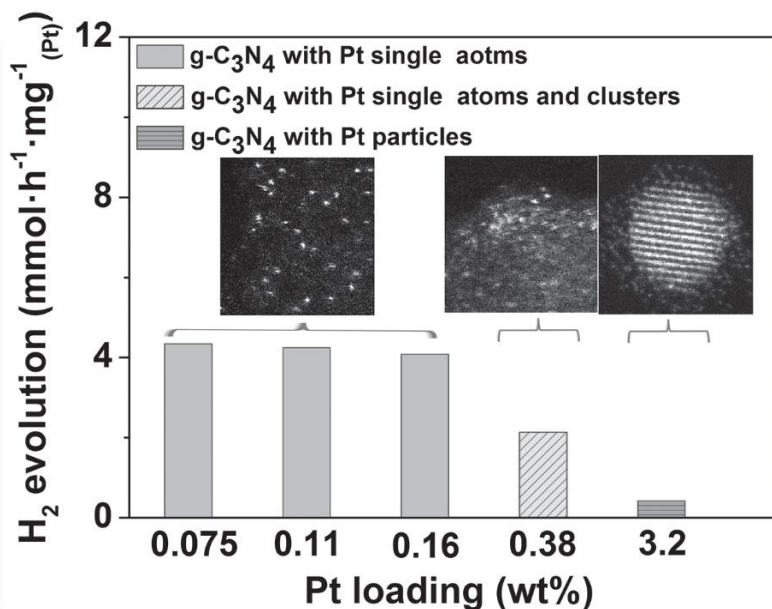 12
8
4
0
H₂ evolution (mmol·h⁻¹·mg⁻¹(Pt))
g-C₃N₄ with Pt single aotms
g-C₃N₄ with Pt single atoms and clusters
g-C₃N₄ with Pt particles
0.075 0.11 0.16 0.38 3.2
Pt loading (wt%)